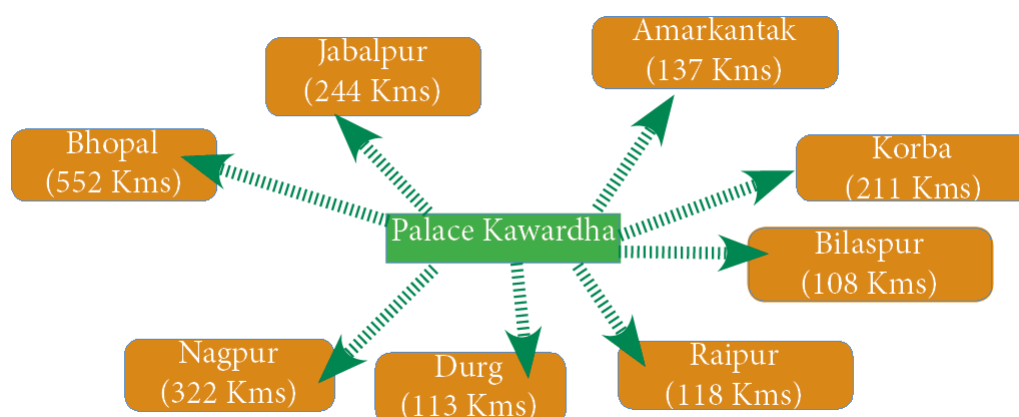 Amarkantak
(137 Kms)
Jabalpur
(244 Kms)
Bhopal
(552 Kms)
Korba
(211 Kms)
Palace Kawardha
Bilaspur
(108 Kms)
Nagpur
(322 Kms)
Durg
(113 Kms)
Raipur
(118 Kms)